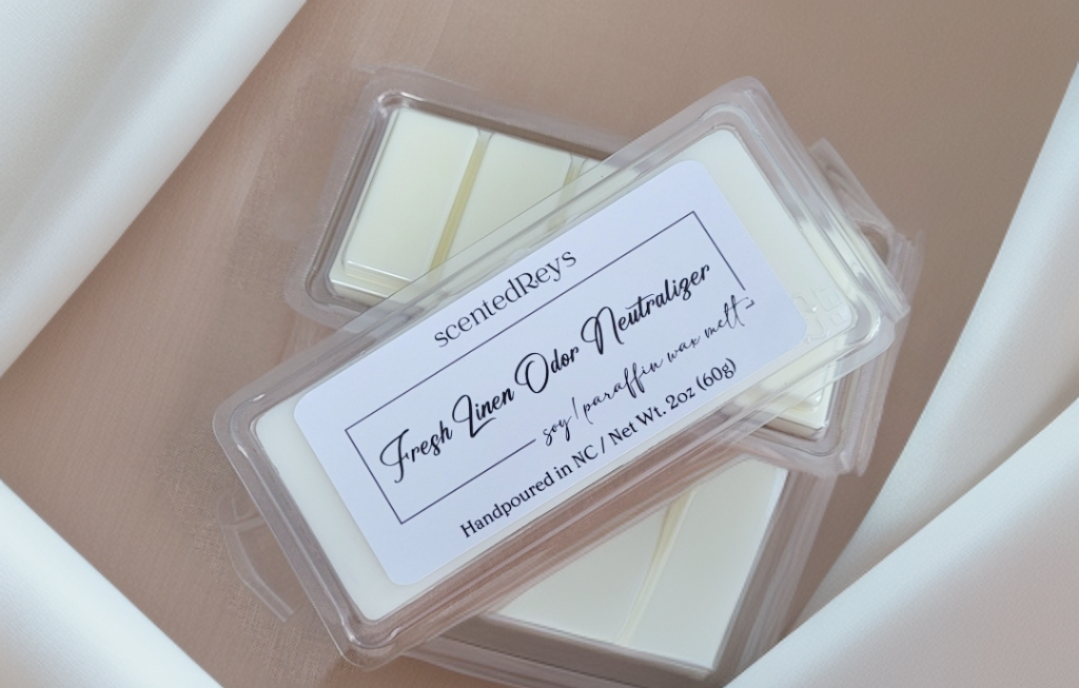 scentedReys
Fresh Linen Odor Neutralizer
soy/paraffin wax melt
Handpoured in NC / Net Wt. 2oz (60g)